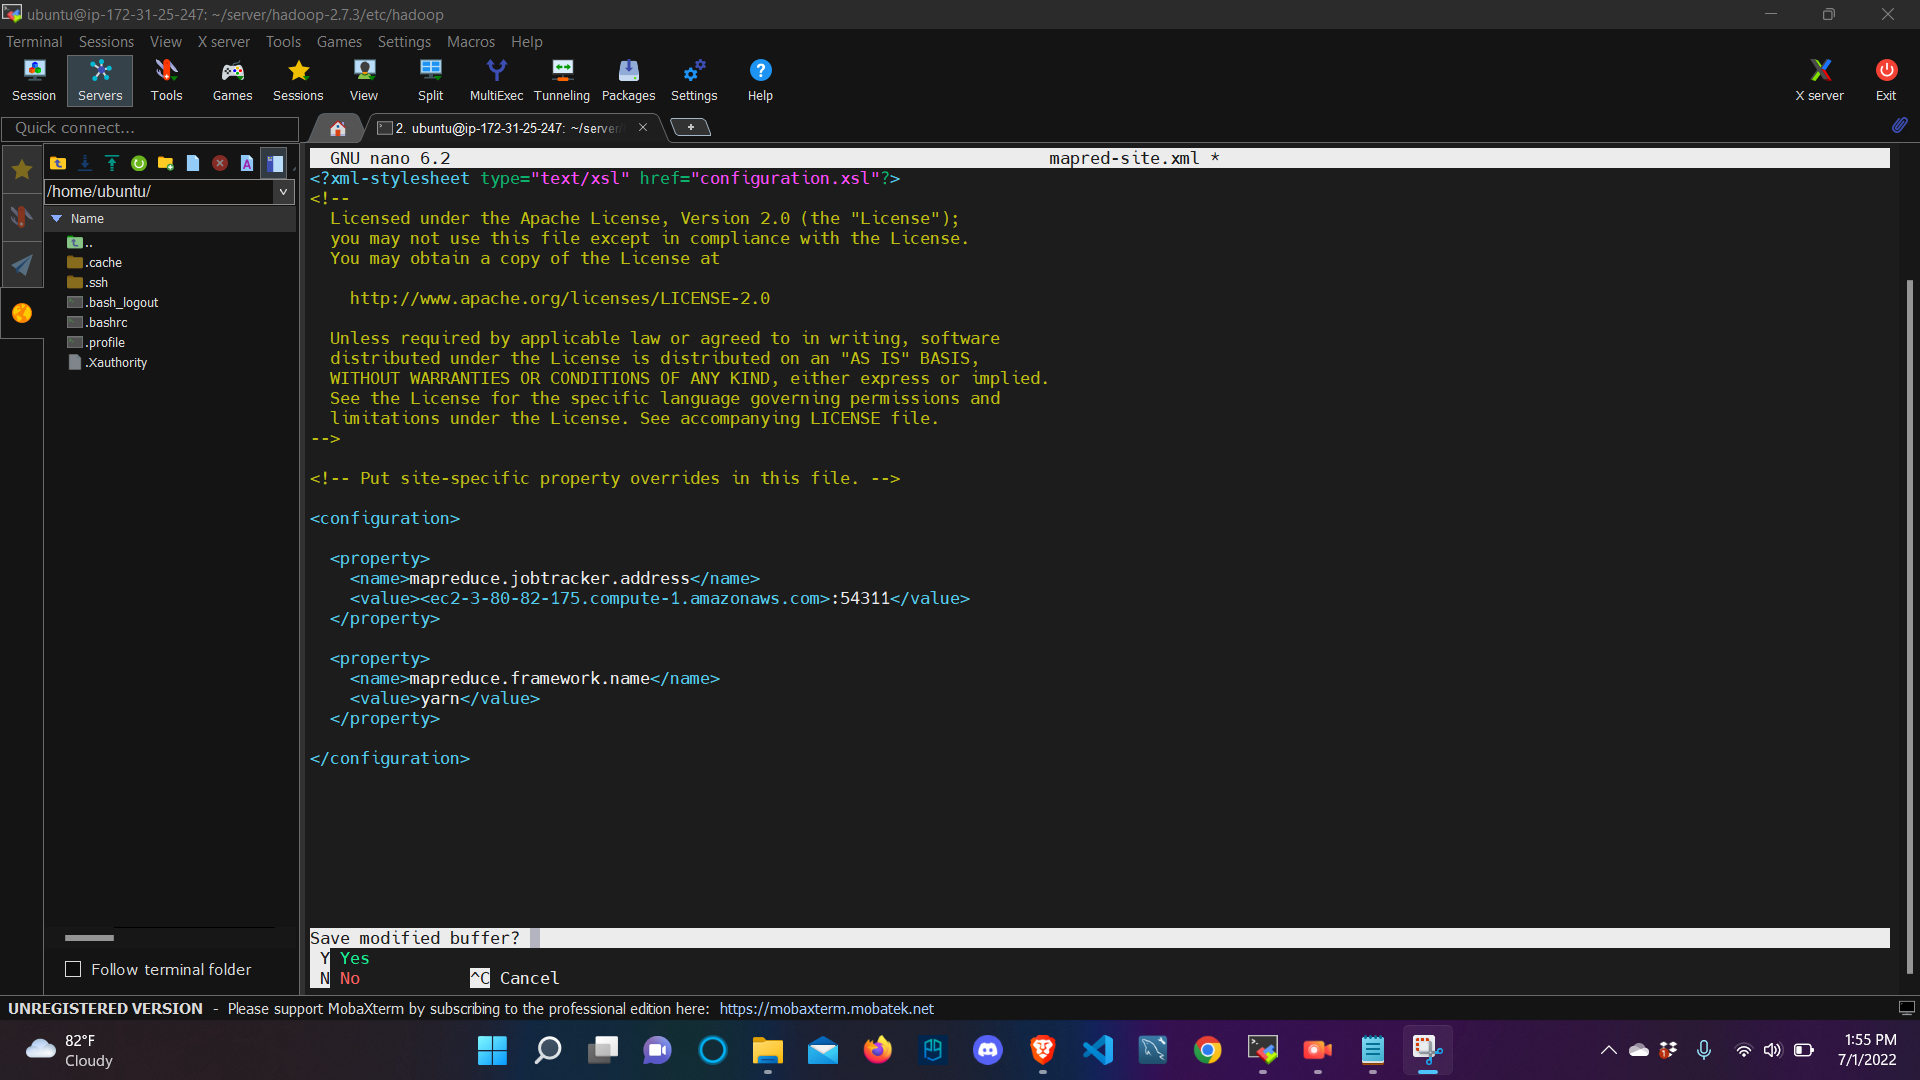 ubuntu@ip-172-31-25-247: ~/server/hadoop-2.7.3/etc/hadoop
Terminal Sessions View X server Tools Games Settings Macros Help
Session Servers Tools Games Sessions View Split MultiExec Tunneling Packages Settings Help X server Exit
Quick connect...
2. ubuntu@ip-172-31-25-247: ~/server
/home/ubuntu/
Name
..
.cache
.ssh
.bash_logout
.bashrc
.profile
.Xauthority
Follow terminal folder
GNU nano 6.2 mapred-site.xml *
<?xml-stylesheet type="text/xsl" href="configuration.xsl"?>
<!--
Licensed under the Apache License, Version 2.0 (the "License");
you may not use this file except in compliance with the License.
You may obtain a copy of the License at
http://www.apache.org/licenses/LICENSE-2.0
Unless required by applicable law or agreed to in writing, software
distributed under the License is distributed on an "AS IS" BASIS,
WITHOUT WARRANTIES OR CONDITIONS OF ANY KIND, either express or implied.
See the License for the specific language governing permissions and
limitations under the License. See accompanying LICENSE file.
-->
<!-- Put site-specific property overrides in this file. -->
<configuration>
<property>
<name>mapreduce.jobtracker.address</name>
<value><ec2-3-80-82-175.compute-1.amazonaws.com>:54311</value>
</property>
<property>
<name>mapreduce.framework.name</name>
<value>yarn</value>
</property>
</configuration>
Save modified buffer?
Y Yes
N No ^C Cancel
UNREGISTERED VERSION - Please support MobaXterm by subscribing to the professional edition here: https://mobaxterm.mobatek.net
82°F
Cloudy
1:55 PM
7/1/2022